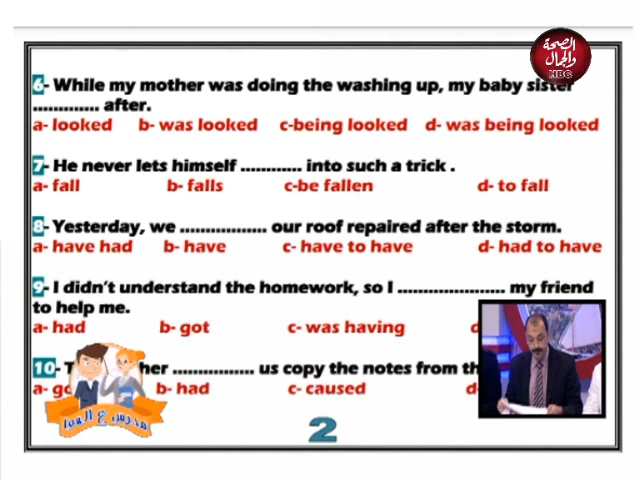 الصحة
والجمال
HBC
6- While my mother was doing the washing up, my baby sister
............. after.
a- looked b- was looked c-being looked d- was being looked
7- He never lets himself ............ into such a trick .
a- fall b- falls c-be fallen d- to fall
8- Yesterday, we ................. our roof repaired after the storm.
a- have had b- have c- have to have d- had to have
9- I didn't understand the homework, so I ..................... my friend
to help me.
a- had b- got c- was having
10- ................ us copy the notes from
a- b- had c- caused
مدرس ع الهوا
2